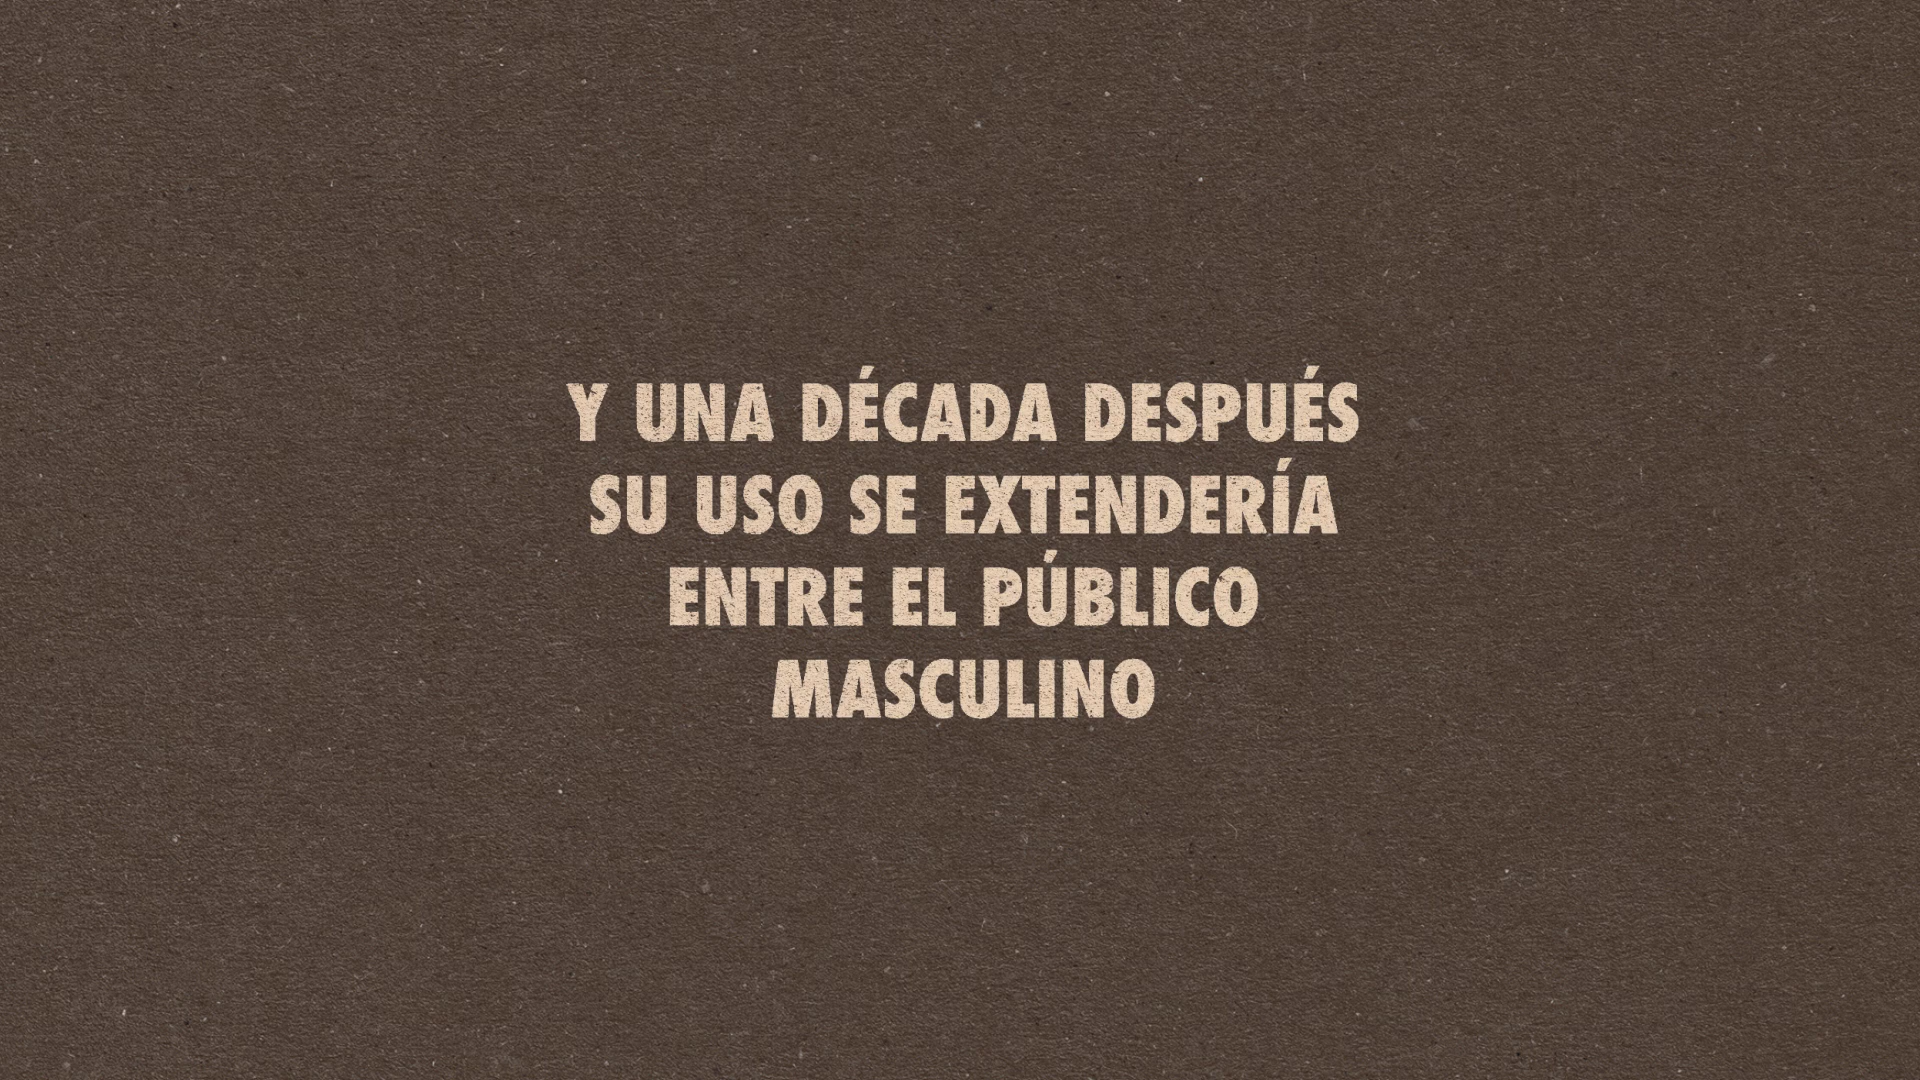 Y UNA DÉCADA DESPUÉS
SU USO SE EXTENDERÍA
ENTRE EL PÚBLICO
MASCULINO